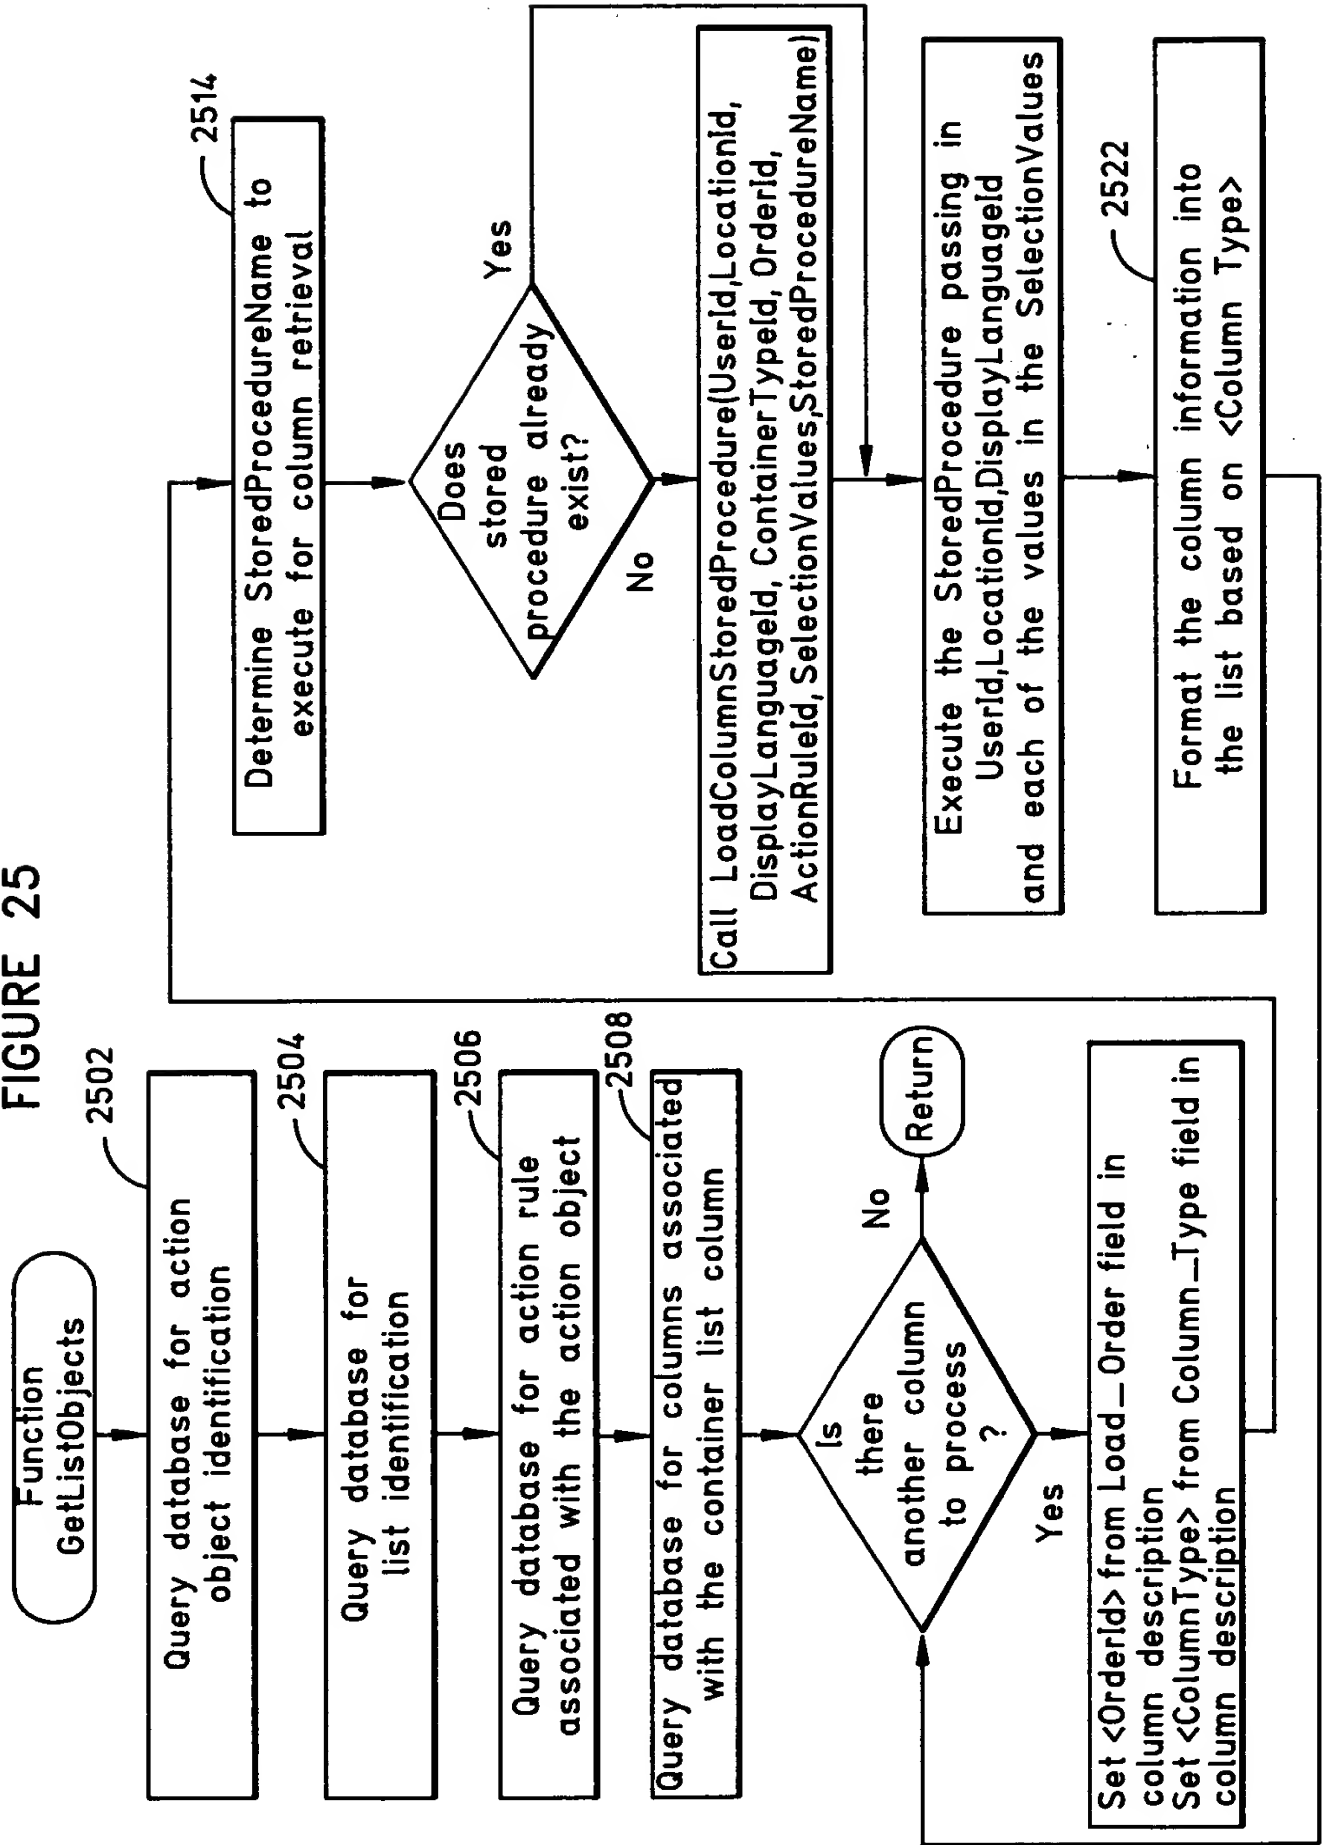 FIGURE 25
Function
GetListObjects
2502
Query database for action
object identification
2504
Query database for
list identification
2506
Query database for action rule
associated with the action object
2508
Query database for columns associated
with the container list column
Is
there
another column
to process
?
No
Return
Yes
Set <OrderId> from Load_Order field in
column description
Set <ColumnType> from Column_Type field in
column description
2514
Determine StoredProcedureName to
execute for column retrieval
Does
stored
procedure already
exist?
Yes
No
Call LoadColumnStoredProcedure(UserId,LocationId,
DisplayLanguageId, ContainerTypeId, OrderId,
ActionRuleId, SelectionValues,StoredProcedureName)
Execute the StoredProcedure passing in
UserId,LocationId,DisplayLanguageId
and each of the values in the SelectionValues
2522
Format the column information into
the list based on <Column Type>